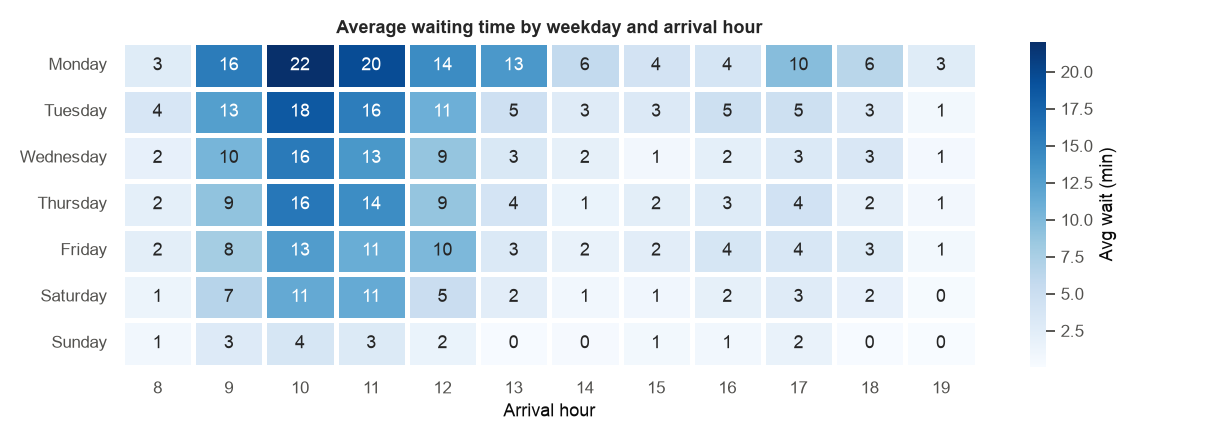 Average waiting time by weekday and arrival hour
Monday 3 16 22 20 14 13 6 4 4 10 6 3
Tuesday 4 13 18 16 11 5 3 3 5 5 3 1
Wednesday 2 10 16 13 9 3 2 1 2 3 3 1
Thursday 2 9 16 14 9 4 1 2 3 4 2 1
Friday 2 8 13 11 10 3 2 2 4 4 3 1
Saturday 1 7 11 11 5 2 1 1 2 3 2 0
Sunday 1 3 4 3 2 0 0 1 1 2 0 0
8 9 10 11 12 13 14 15 16 17 18 19
Arrival hour
20.0
17.5
15.0
12.5
10.0
7.5
5.0
2.5
Avg wait (min)